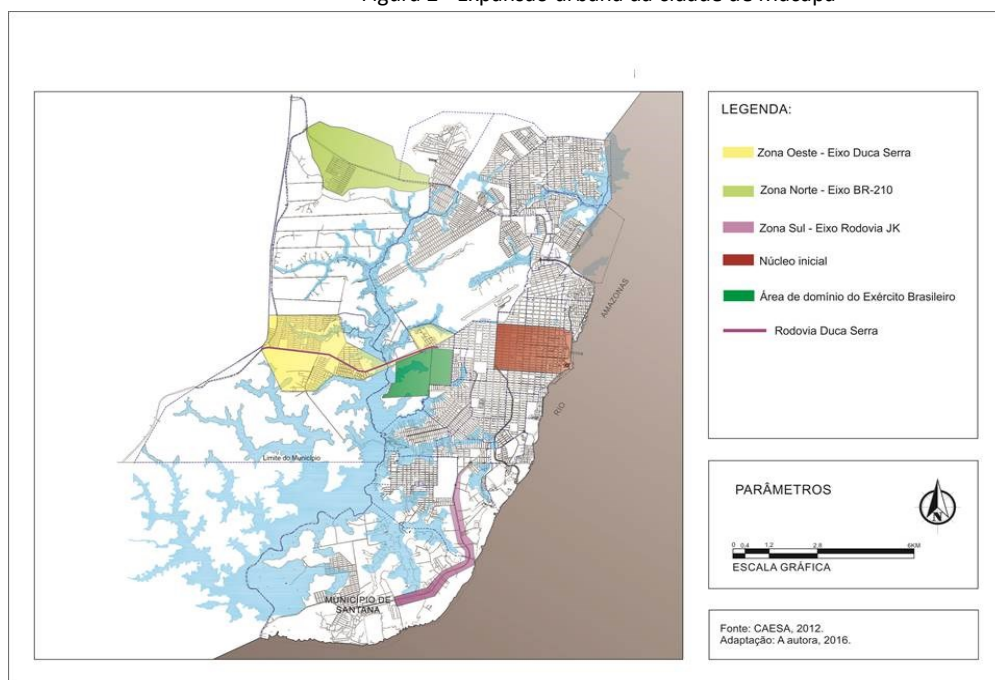 Figura 2 - Expansão urbana da cidade de Macapá
LEGENDA:
Zona Oeste - Eixo Duca Serra
Zona Norte - Eixo BR-210
Zona Sul - Eixo Rodovia JK
Núcleo inicial
Área de domínio do Exército Brasileiro
Rodovia Duca Serra
AMAZONAS
RIO
Limite do Município
MUNICÍPIO DE
SANTANA
PARÂMETROS
N
0 0.4 1.2 2.8 6KM
ESCALA GRÁFICA
Fonte: CAESA, 2012.
Adaptação: A autora, 2016.